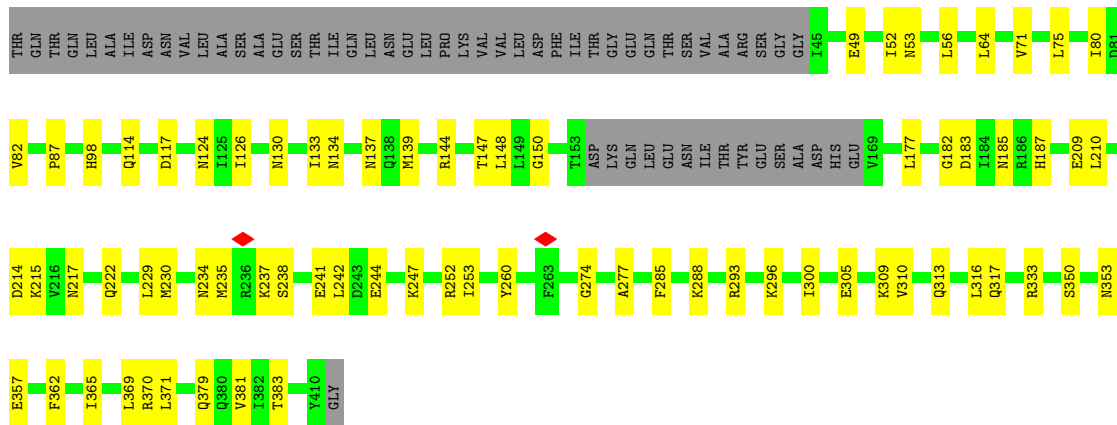 THR GLN THR GLN LEU ALA ILE ASP ASN VAL LEU ALA SER ALA GLU SER THR ILE GLN LEU ASN GLU LEU PRO LYS VAL VAL LEU ASP PHE ILE THR GLY GLU GLN THR SER VAL ALA ARG SER GLY GLY I45 E49 I52 N53 L56 L64 V71 L75 I80 D81
V82 P87 H98 Q114 D117 N124 I125 I126 N130 I133 N134 N137 Q138 M139 R144 T147 L148 L149 G150 T153 ASP LYS GLN LEU GLU ASN ILE THR TYR GLU SER ALA ASP HIS GLU V169 L177 G182 D183 I184 N185 R186 H187 E209 L210
D214 K215 V216 N217 Q222 L229 M230 N234 M235 R236 K237 S238 E241 L242 D243 E244 K247 R252 I253 Y260 F263 G274 A277 F285 K288 R293 K296 I300 E305 K309 V310 Q313 L316 Q317 R333 S350 N353
E357 F362 I365 L369 R370 L371 Q379 Q380 V381 I382 T383 Y410 GLY